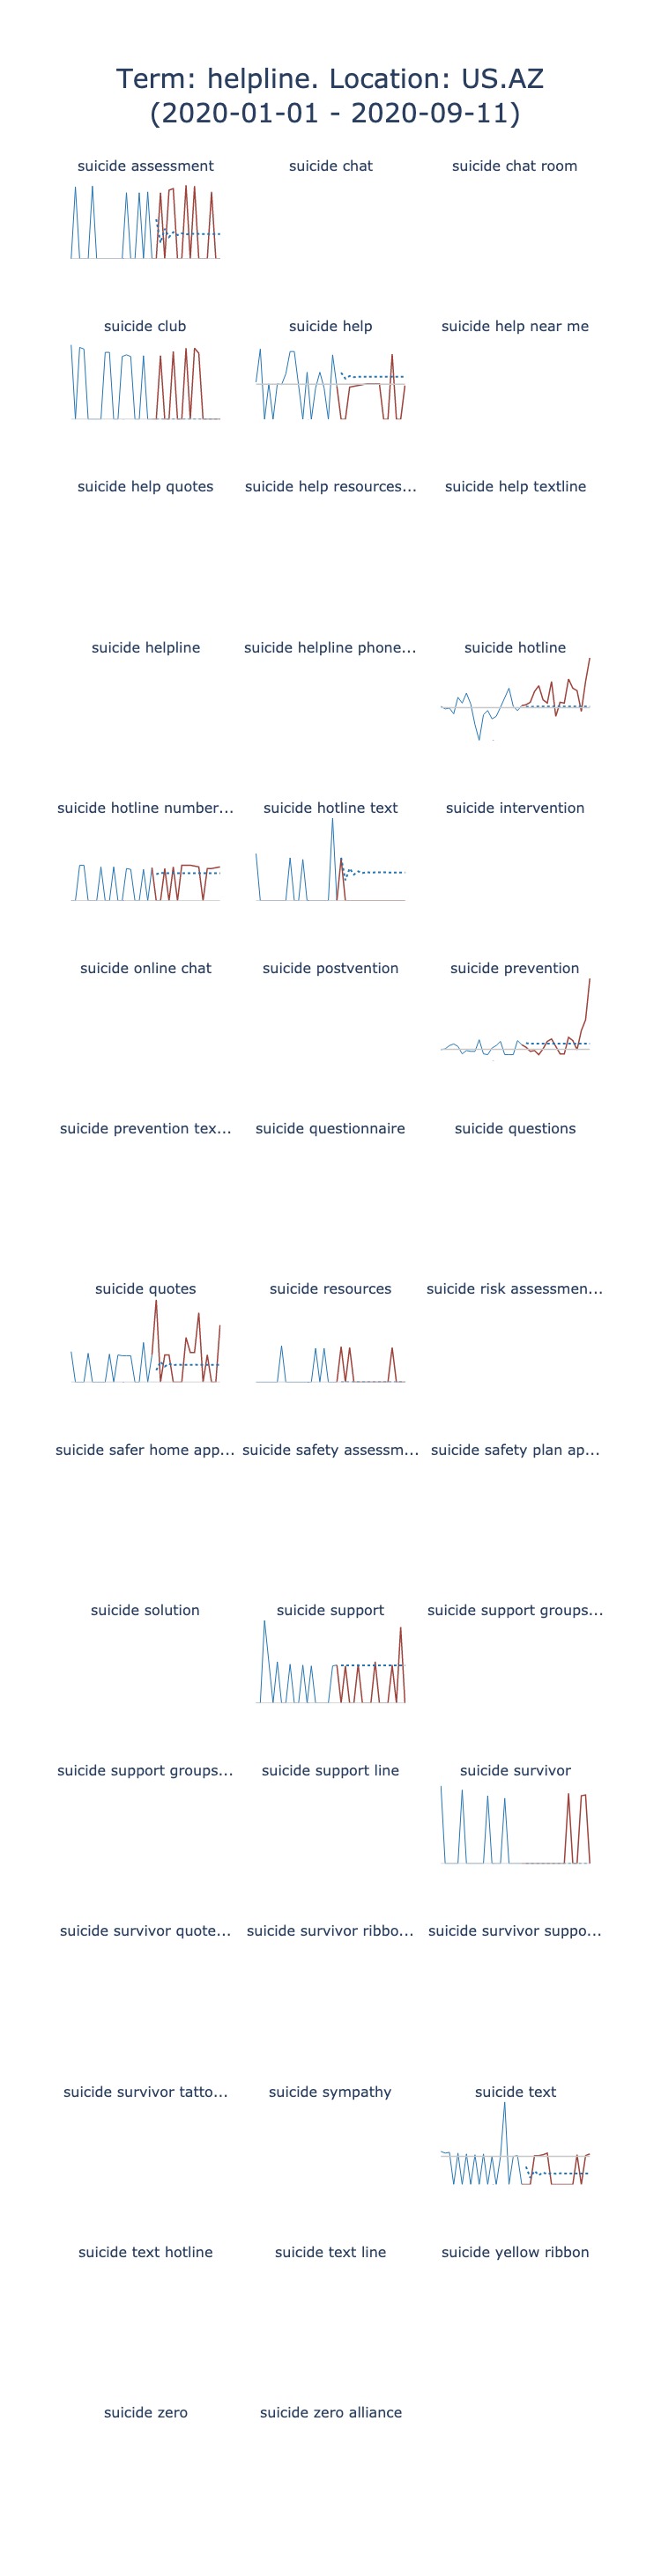 Term: helpline. Location: US.AZ
(2020-01-01 - 2020-09-11)
suicide assessment
suicide chat
suicide chat room
suicide club
suicide help
suicide help near me
suicide help quotes
suicide help resources...
suicide help textline
suicide helpline
suicide helpline phone...
suicide hotline
suicide hotline number...
suicide hotline text
suicide intervention
suicide online chat
suicide postvention
suicide prevention
suicide prevention tex...
suicide questionnaire
suicide questions
suicide quotes
suicide resources
suicide risk assessmen...
suicide safer home app...
suicide safety assessm...
suicide safety plan ap...
suicide solution
suicide support
suicide support groups...
suicide support groups...
suicide support line
suicide survivor
suicide survivor quote...
suicide survivor ribbo...
suicide survivor suppo...
suicide survivor tatto...
suicide sympathy
suicide text
suicide text hotline
suicide text line
suicide yellow ribbon
suicide zero
suicide zero alliance